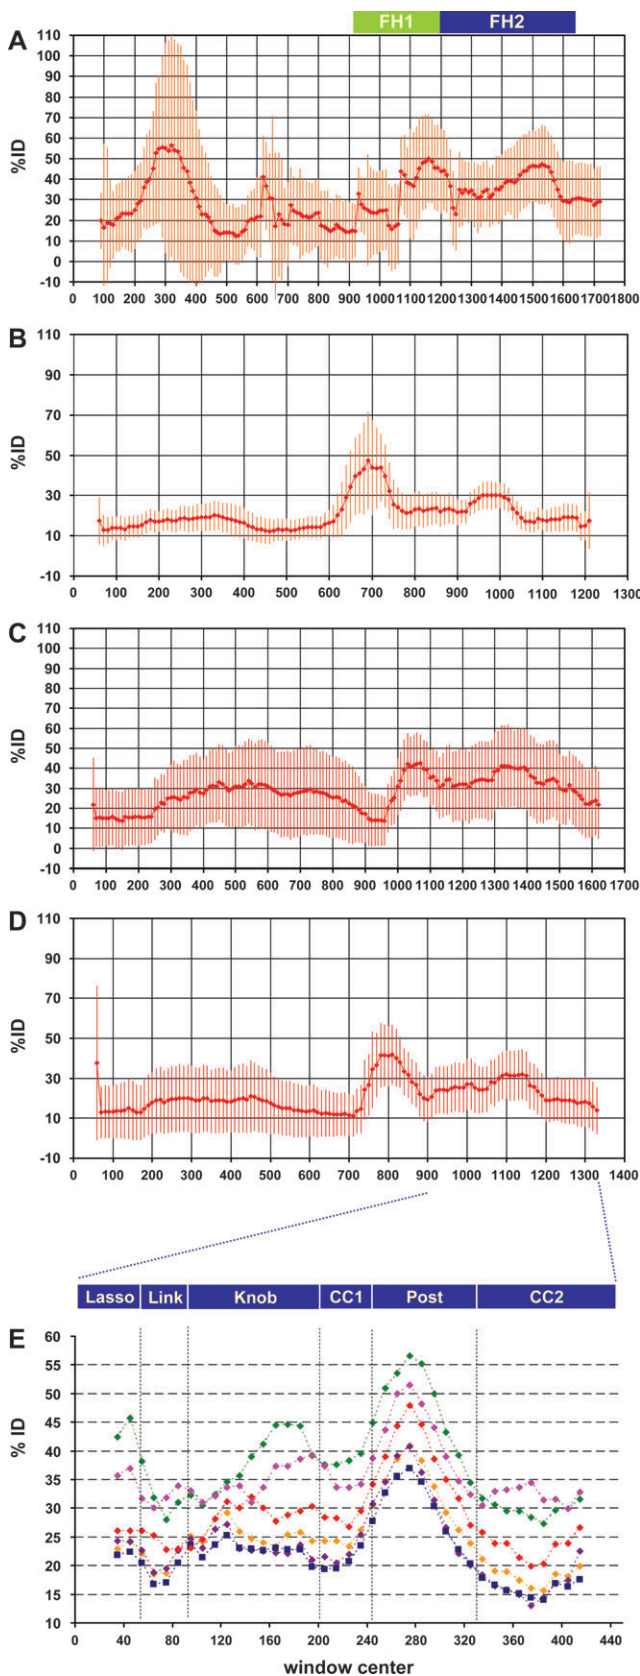 FH1 FH2
A
110
100
90
80
70
60
50
40
30
20
10
0
-10
%ID
0 100 200 300 400 500 600 700 800 900 1000 1100 1200 1300 1400 1500 1600 1700 1800
B
110
90
70
50
30
10
-10
%ID
0 100 200 300 400 500 600 700 800 900 1000 1100 1200 1300
C
110
100
90
80
70
60
50
40
30
20
10
0
-10
%ID
0 100 200 300 400 500 600 700 800 900 1000 1100 1200 1300 1400 1500 1600 1700
D
110
90
70
50
30
10
-10
%ID
0 100 200 300 400 500 600 700 800 900 1000 1100 1200 1300 1400
Lasso Link Knob CC1 Post CC2
E
60
55
50
45
40
35
30
25
20
15
10
% ID
0 40 80 120 160 200 240 280 320 360 400 440
window center